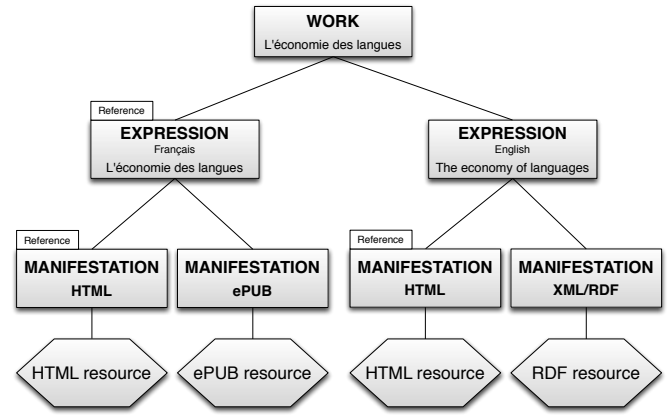 WORK
L'économie des langues
Reference
EXPRESSION
Français
L'économie des langues
EXPRESSION
English
The economy of languages
Reference
MANIFESTATION
HTML
MANIFESTATION
ePUB
Reference
MANIFESTATION
HTML
MANIFESTATION
XML/RDF
HTML resource
ePUB resource
HTML resource
RDF resource